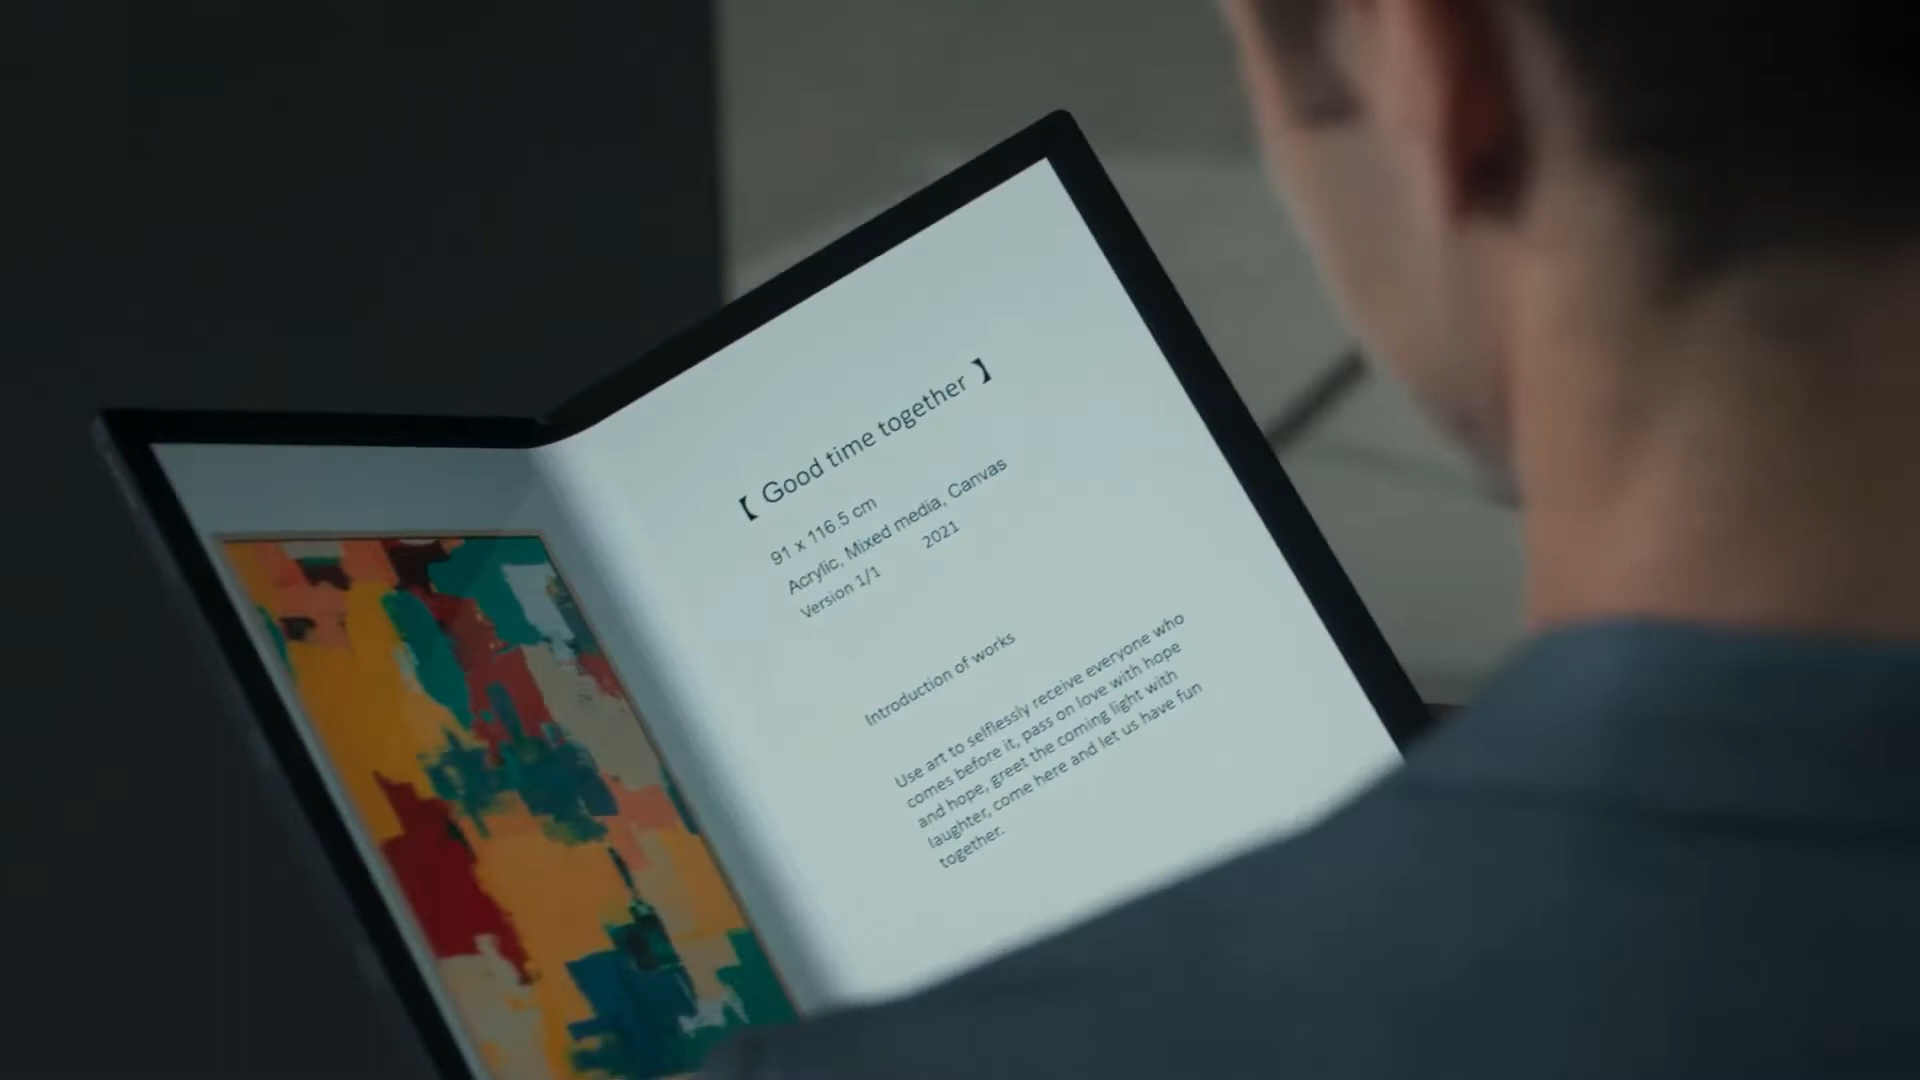 【 Good time together 】
91 x 116.5 cm
Acrylic, Mixed media, Canvas
Version 1/1 2021
Introduction of works
Use art to selflessly receive everyone who
comes before it, pass on love with hope
and hope, greet the coming light with
laughter, come here and let us have fun
together.